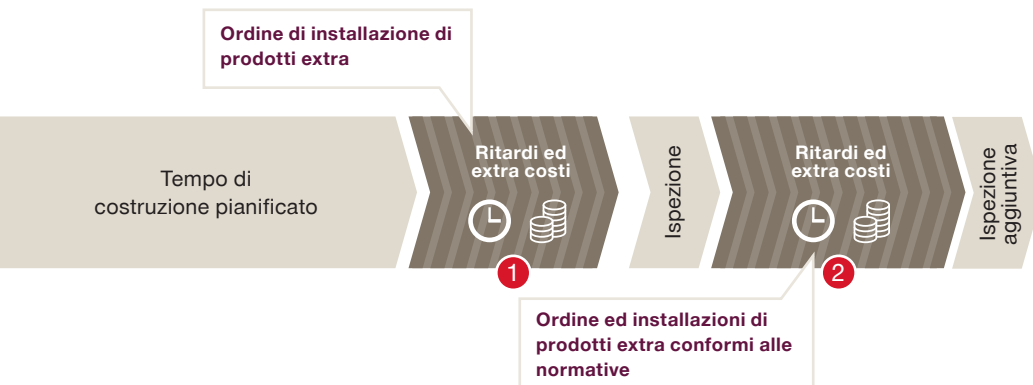 Ordine di installazione di
prodotti extra
Tempo di
costruzione pianificato
Ritardi ed
extra costi
1
Ispezione
Ritardi ed
extra costi
2
Ispezione
aggiuntiva
Ordine ed installazioni di
prodotti extra conformi alle
normative